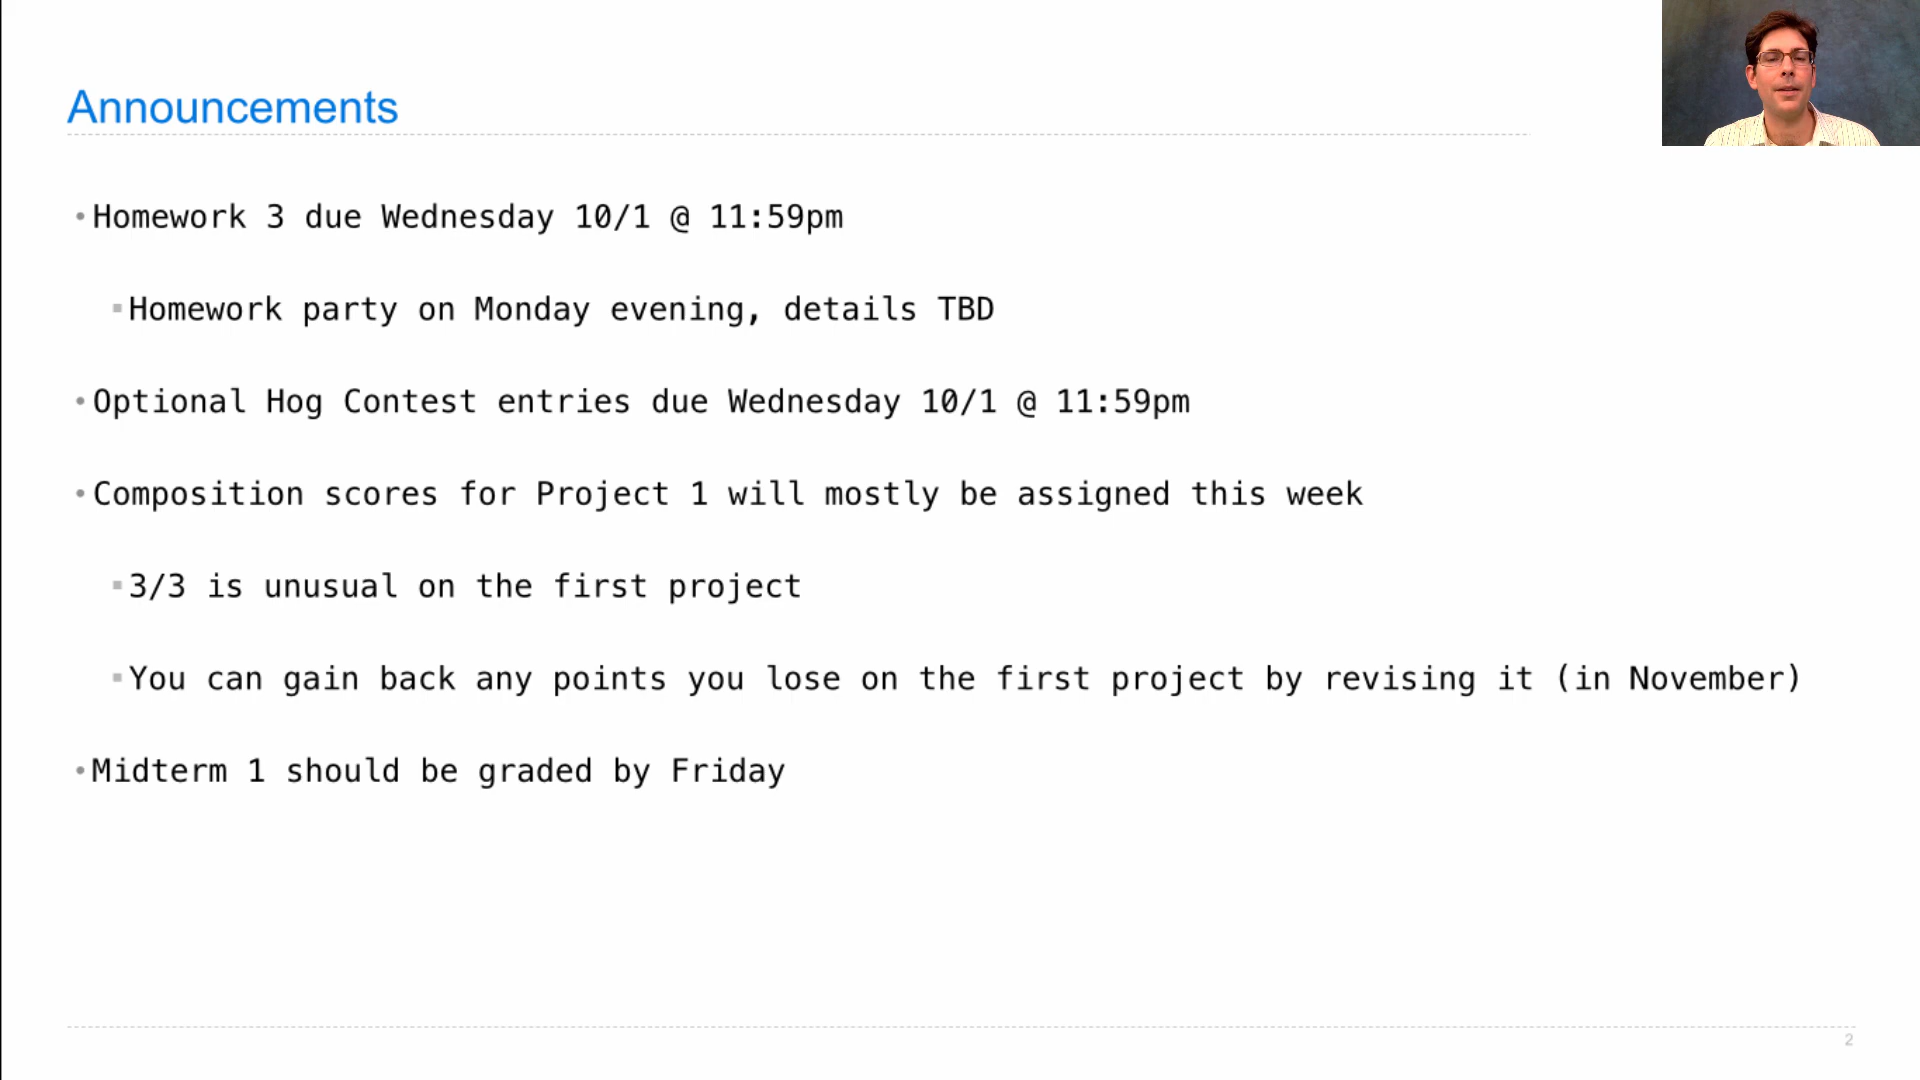 Announcements
•Homework 3 due Wednesday 10/1 @ 11:59pm
▪Homework party on Monday evening, details TBD
•Optional Hog Contest entries due Wednesday 10/1 @ 11:59pm
•Composition scores for Project 1 will mostly be assigned this week
▪3/3 is unusual on the first project
▪You can gain back any points you lose on the first project by revising it (in November)
•Midterm 1 should be graded by Friday
2